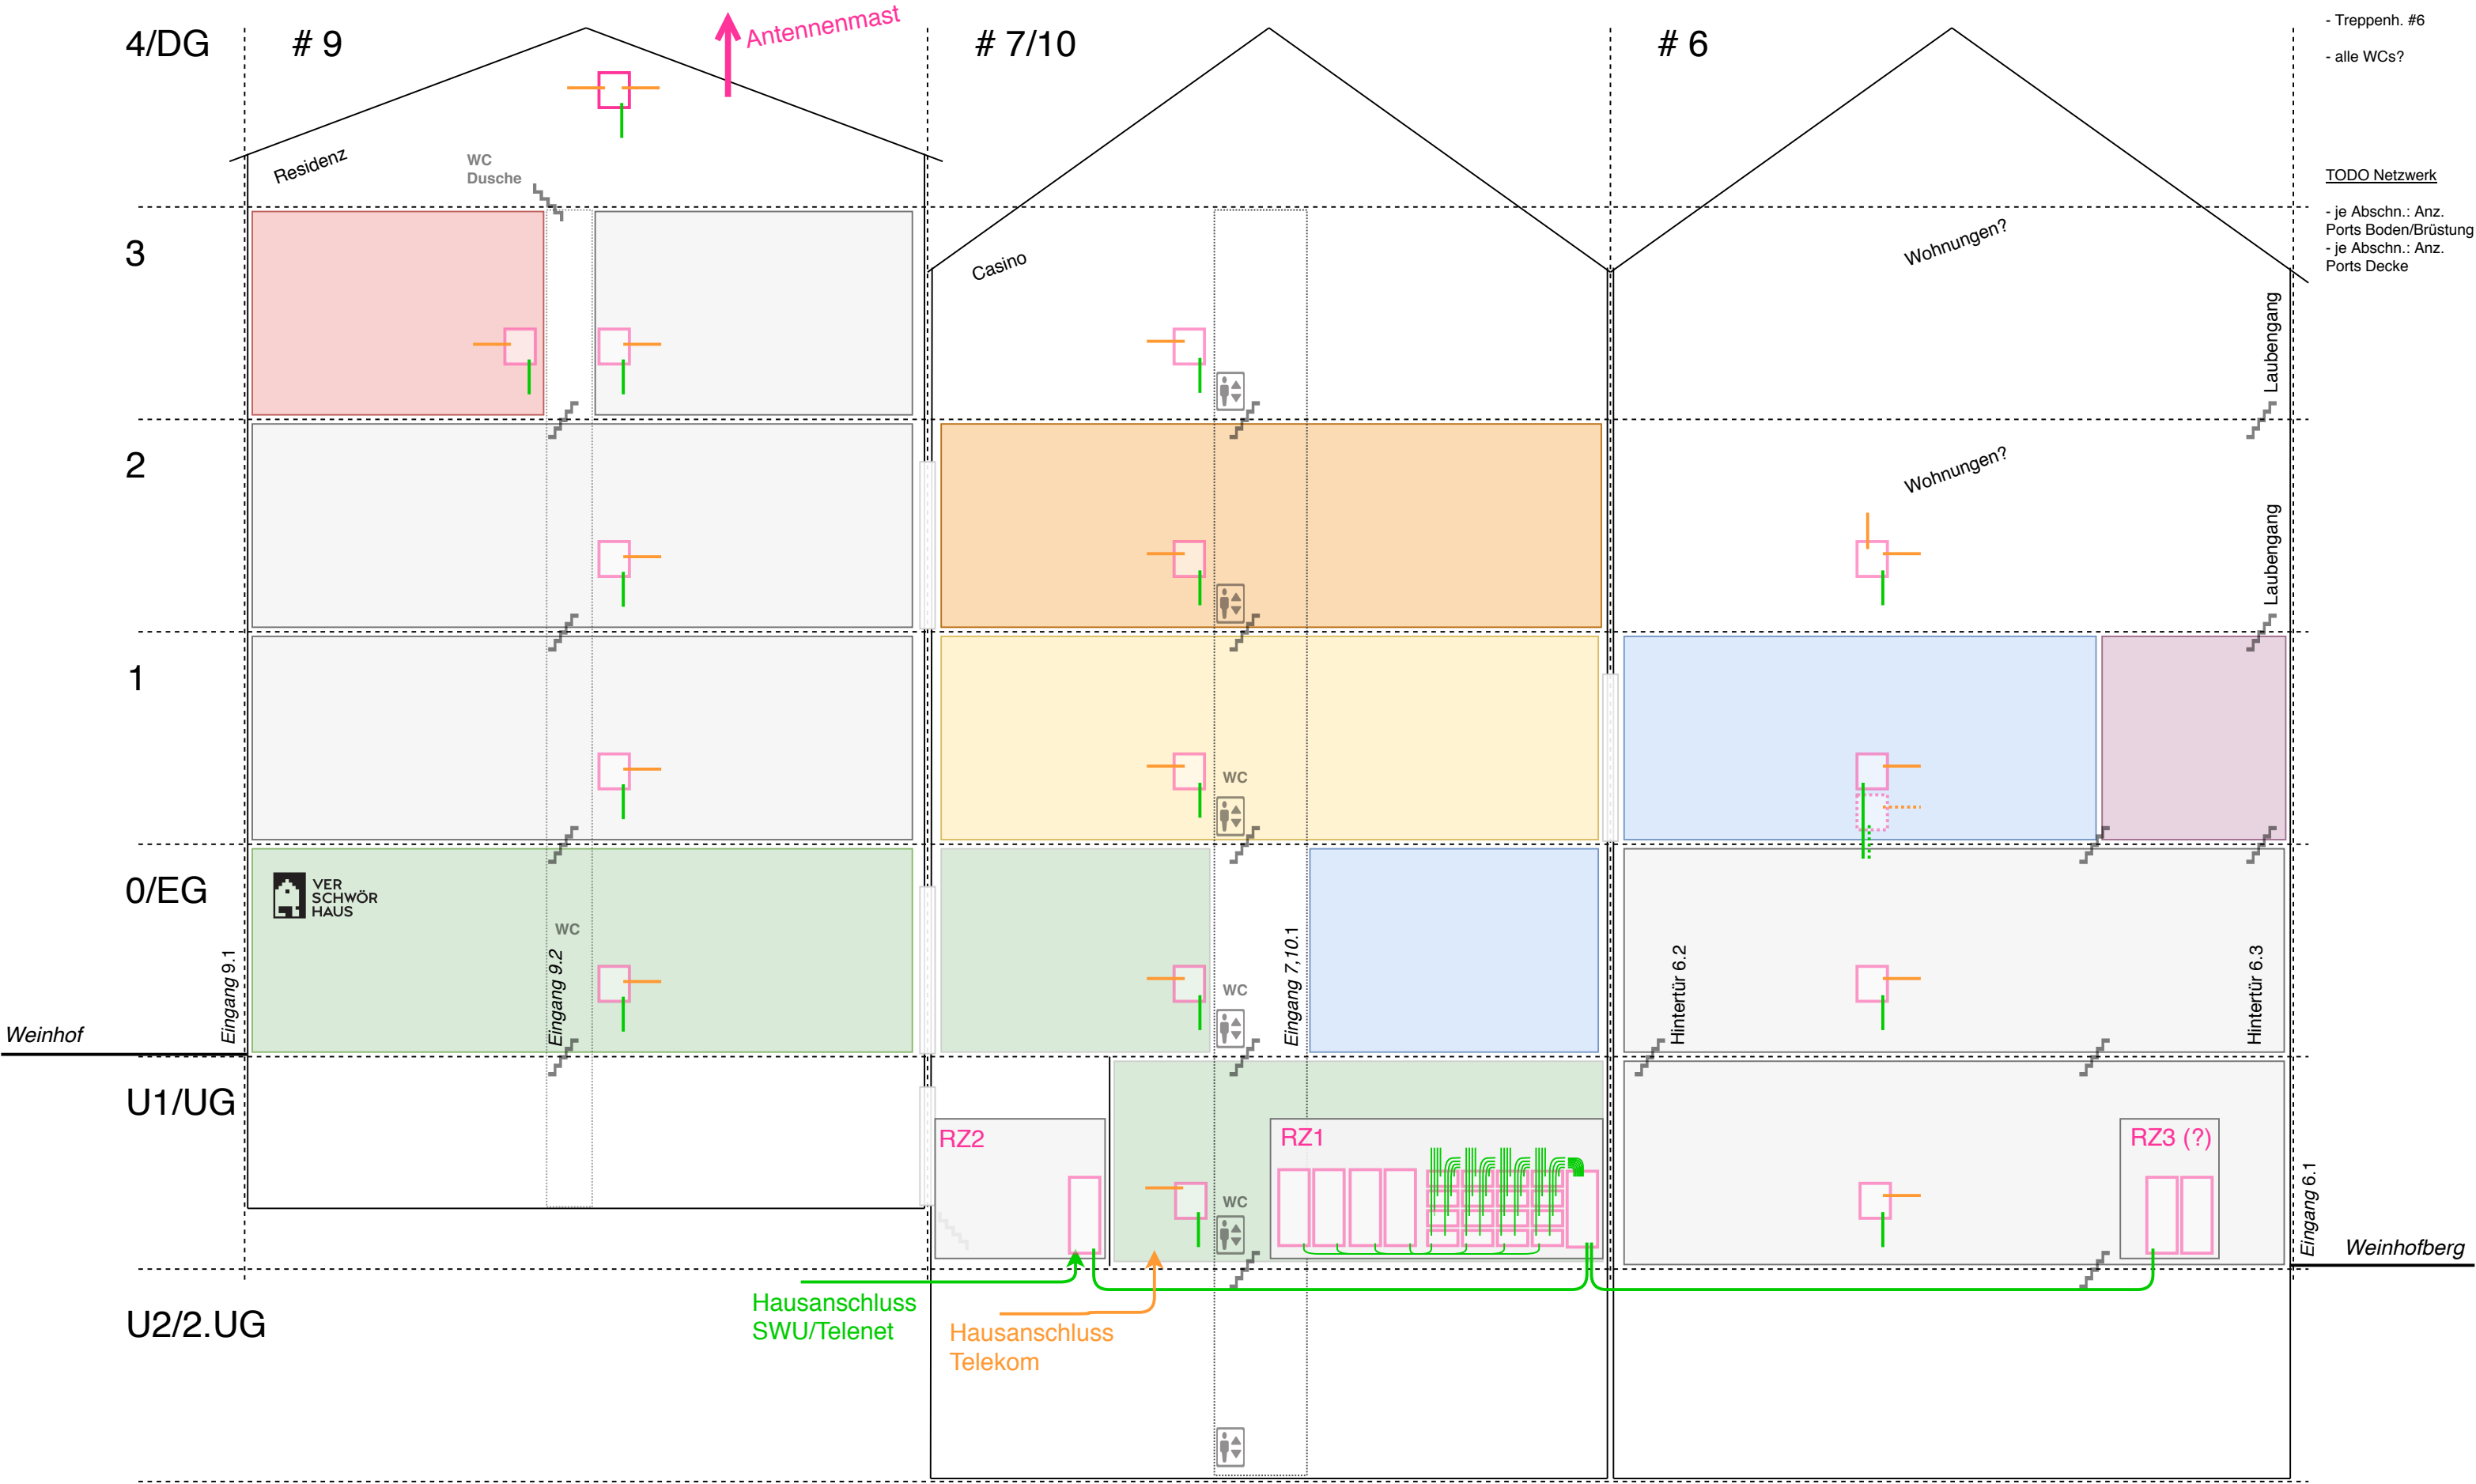 4/DG
# 9
Antennenmast
# 7/10
# 6
- Treppenh. #6
- alle WCs?
Residenz
WC
Dusche
TODO Netzwerk
- je Abschn.: Anz.
Ports Boden/Brüstung
- je Abschn.: Anz.
Ports Decke
3
Casino
Wohnungen?
Laubengang
2
Wohnungen?
Laubengang
1
WC
0/EG
VER
SCHWÖR
HAUS
WC
Eingang 9.1
Eingang 9.2
WC
Eingang 7,10.1
Hintertür 6.2
Hintertür 6.3
Weinhof
U1/UG
RZ2
WC
RZ1
RZ3 (?)
Eingang 6.1
Weinhofberg
U2/2.UG
Hausanschluss
SWU/Telenet
Hausanschluss
Telekom